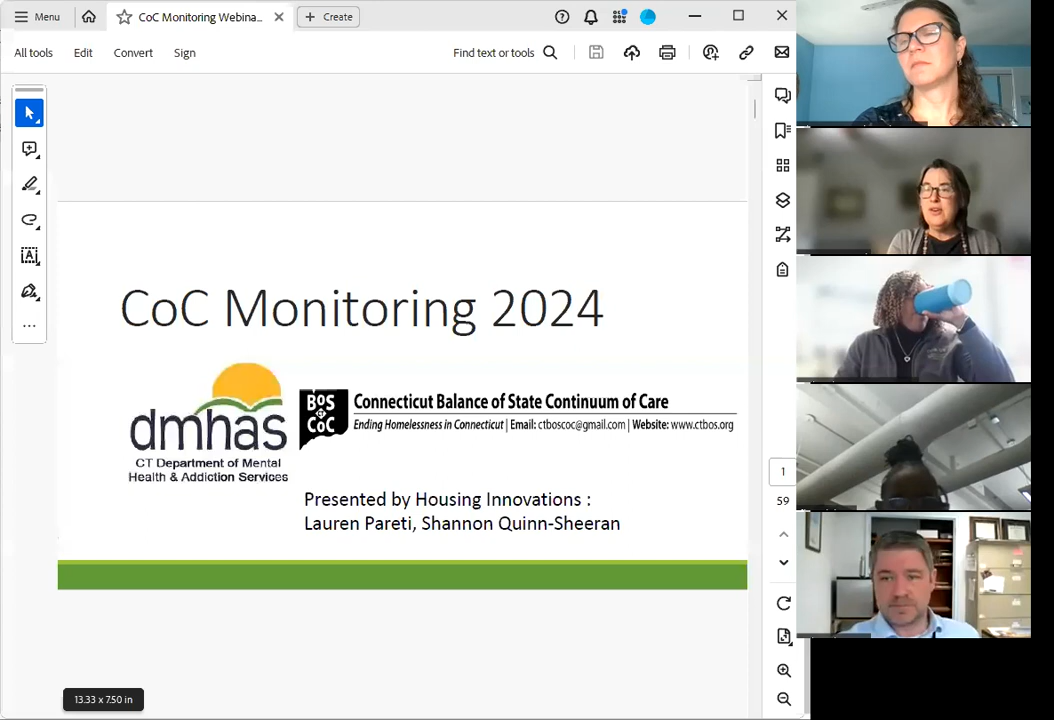 Menu
CoC Monitoring Webina...
Create
All tools
Edit
Convert
Sign
Find text or tools
CoC Monitoring 2024
dmhas
CT Department of Mental
Health & Addiction Services
BOS
COC
Connecticut Balance of State Continuum of Care
Ending Homelessness in Connecticut | Email: ctboscoc@gmail.com | Website: www.ctbos.org
Presented by Housing Innovations :
Lauren Pareti, Shannon Quinn-Sheeran
1
59
13.33 x 7.50 in